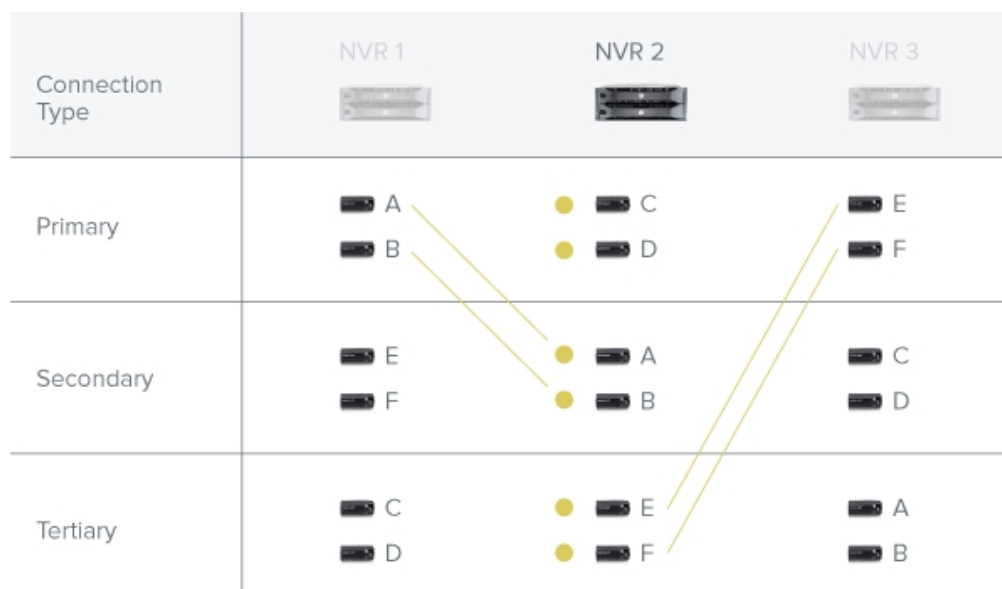 NVR 1 NVR 2 NVR 3
Connection
Type
Primary
A C E
B D F
Secondary
E A C
F B D
Tertiary
C E A
D F B